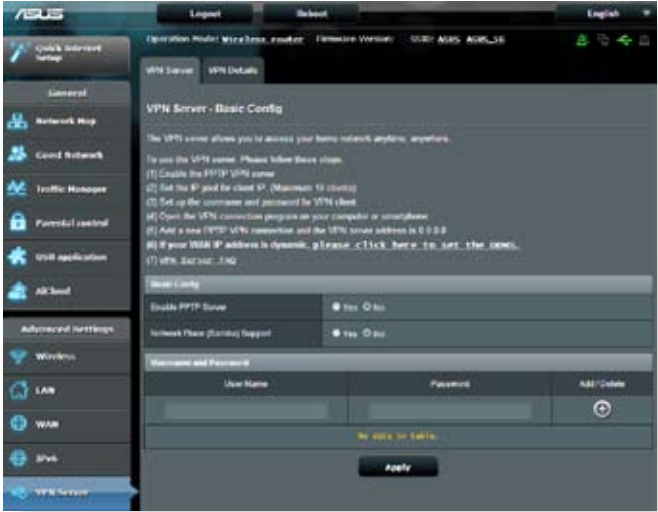 ASUS
Logout
Reboot
English
Quick Internet Setup
Operation Mode: Wireless router Firmware Version: SSID: ASUS ASUS_5G
General
Network Map
Guest Network
Traffic Manager
Parental control
USB application
AiCloud
Advanced Settings
Wireless
LAN
WAN
IPv6
VPN Server
VPN Server
VPN Details
VPN Server - Basic Config
The VPN server allows you to access your home network anytime, anywhere.
To use the VPN server, Please follow these steps.
(1) Enable the PPTP VPN server
(2) Set the IP pool for client IP. (Maximum 10 clients)
(3) Set up the username and password for VPN client
(4) Open the VPN connection program on your computer or smartphone.
(5) Add a new PPTP VPN connection and the VPN server address is 0.0.0.0
(6) If your WAN IP address is dynamic, please click here to set the DDNS.
(7) VPN Server FAQ
Basic Config
Enable PPTP Server
Yes No
Network Place (Samba) Support
Yes No
Username and Password
User Name
Password
Add / Delete
No data in table.
Apply